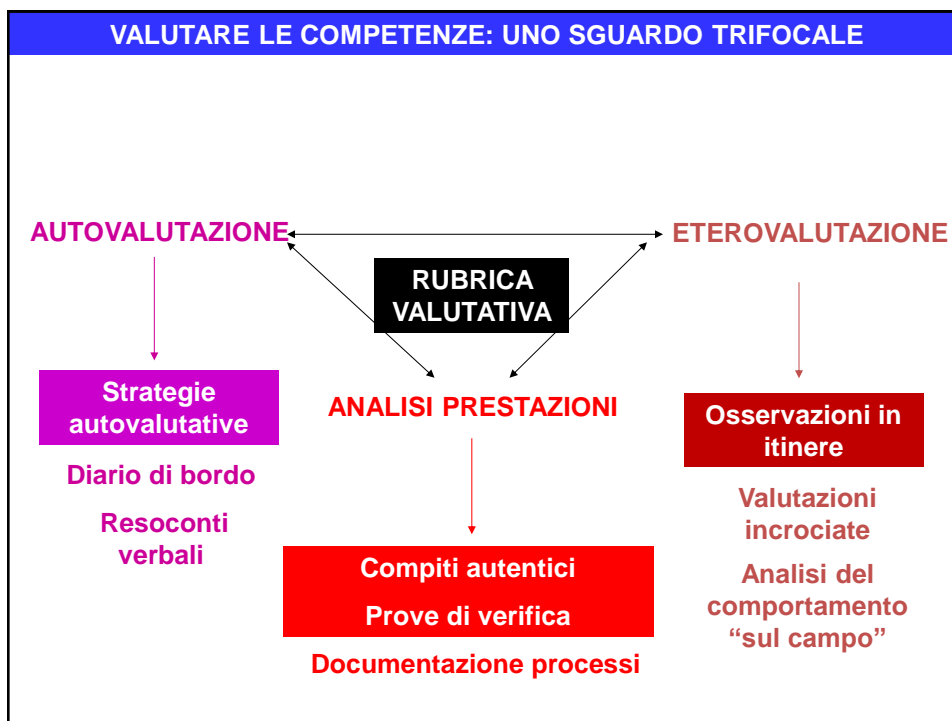 VALUTARE LE COMPETENZE: UNO SGUARDO TRIFOCALE
AUTOVALUTAZIONE
ETEROVALUTAZIONE
RUBRICA
VALUTATIVA
ANALISI PRESTAZIONI
Strategie
autovalutative
Diario di bordo
Resoconti
verbali
Compiti autentici
Prove di verifica
Documentazione processi
Osservazioni in
itinere
Valutazioni
incrociate
Analisi del
comportamento
“sul campo”